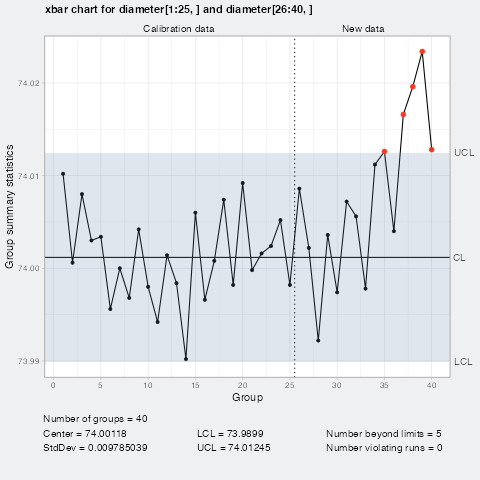 xbar chart for diameter[1:25, ] and diameter[26:40, ]
Calibration data New data
Group summary statistics
74.02
74.01
74.00
73.99
UCL
CL
LCL
0 5 10 15 20 25 30 35 40
Group
Number of groups = 40
Center = 74.00118 LCL = 73.9899 Number beyond limits = 5
StdDev = 0.009785039 UCL = 74.01245 Number violating runs = 0